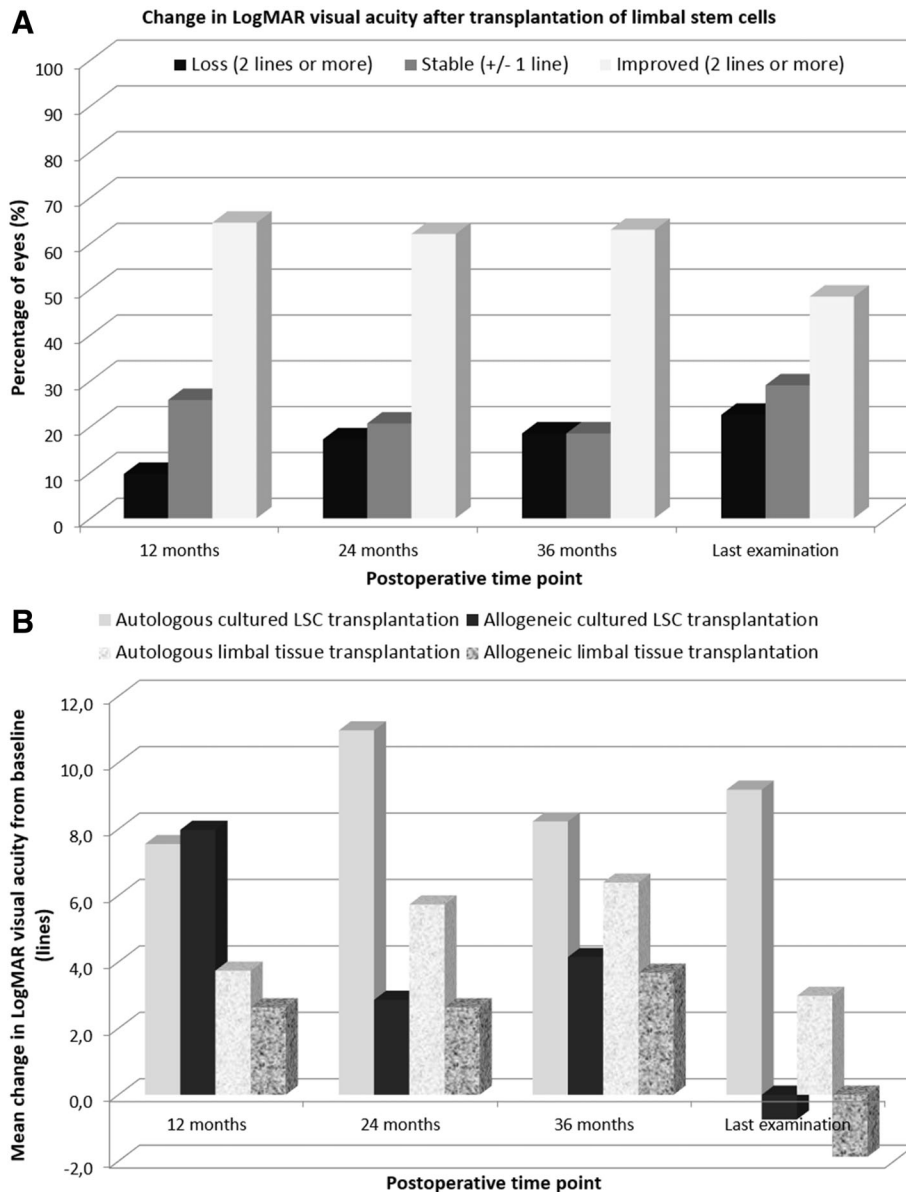 A
Change in LogMAR visual acuity after transplantation of limbal stem cells
Loss (2 lines or more) Stable (+/- 1 line) Improved (2 lines or more)
Percentage of eyes (%)
100
90
80
70
60
50
40
30
20
10
0
12 months 24 months 36 months Last examination
Postoperative time point
B
Autologous cultured LSC transplantation Allogeneic cultured LSC transplantation
Autologous limbal tissue transplantation Allogeneic limbal tissue transplantation
Mean change in LogMAR visual acuity from baseline
(lines)
12,0
10,0
8,0
6,0
4,0
2,0
0,0
-2,0
12 months 24 months 36 months Last examination
Postoperative time point